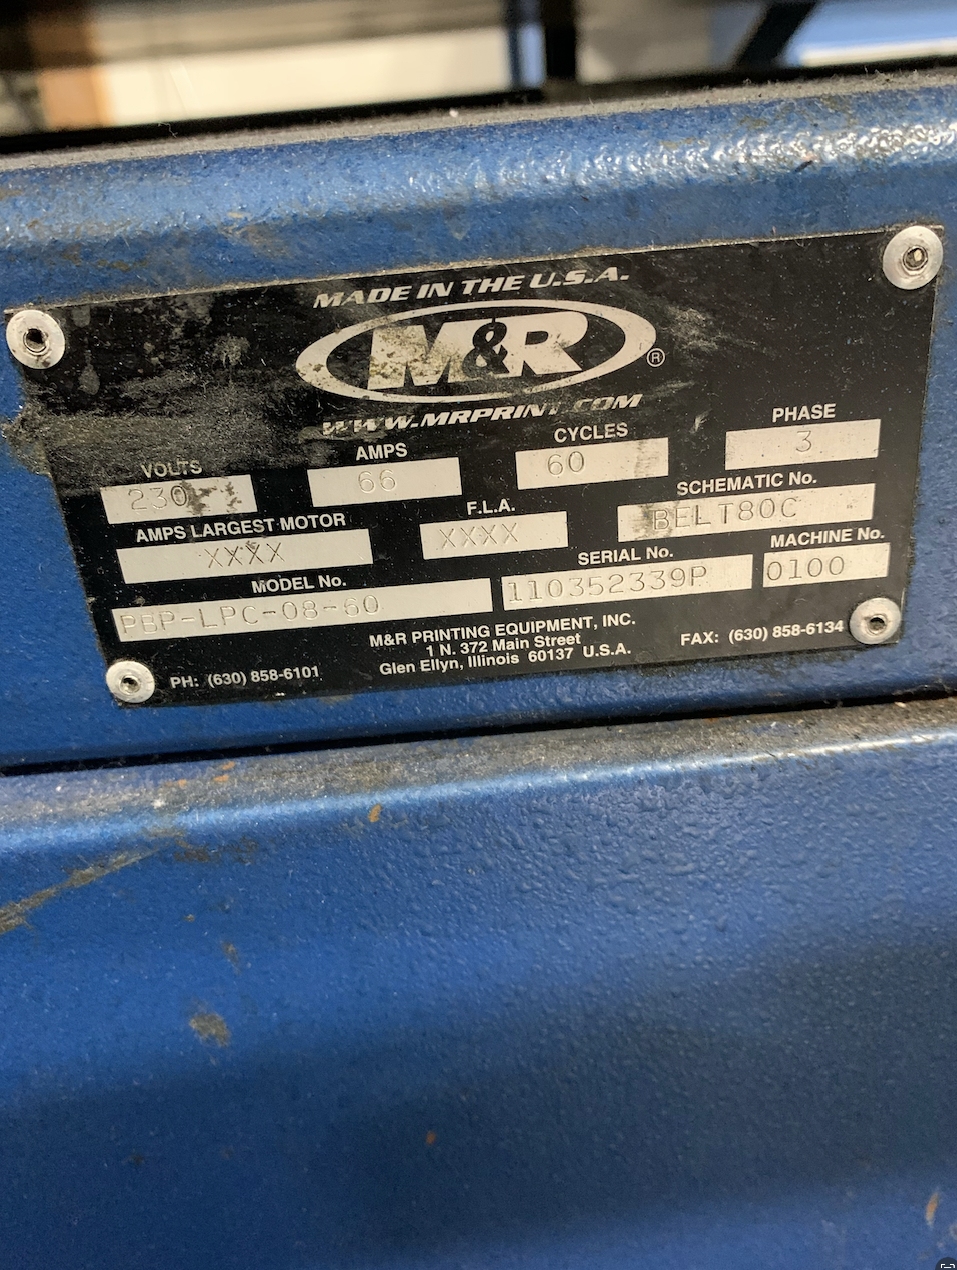 MADE IN THE U.S.A.
M&R®
WWW.MRPRINT.COM
VOLTS AMPS CYCLES PHASE
230 66 60 3
AMPS LARGEST MOTOR F.L.A. SCHEMATIC No.
XXXX XXXX BELT80C
MODEL No. SERIAL No. MACHINE No.
PBP-LPC-08-60 110352339P 0100
M&R PRINTING EQUIPMENT, INC.
1 N. 372 Main Street
Glen Ellyn, Illinois 60137 U.S.A.
PH: (630) 858-6101 FAX: (630) 858-6134